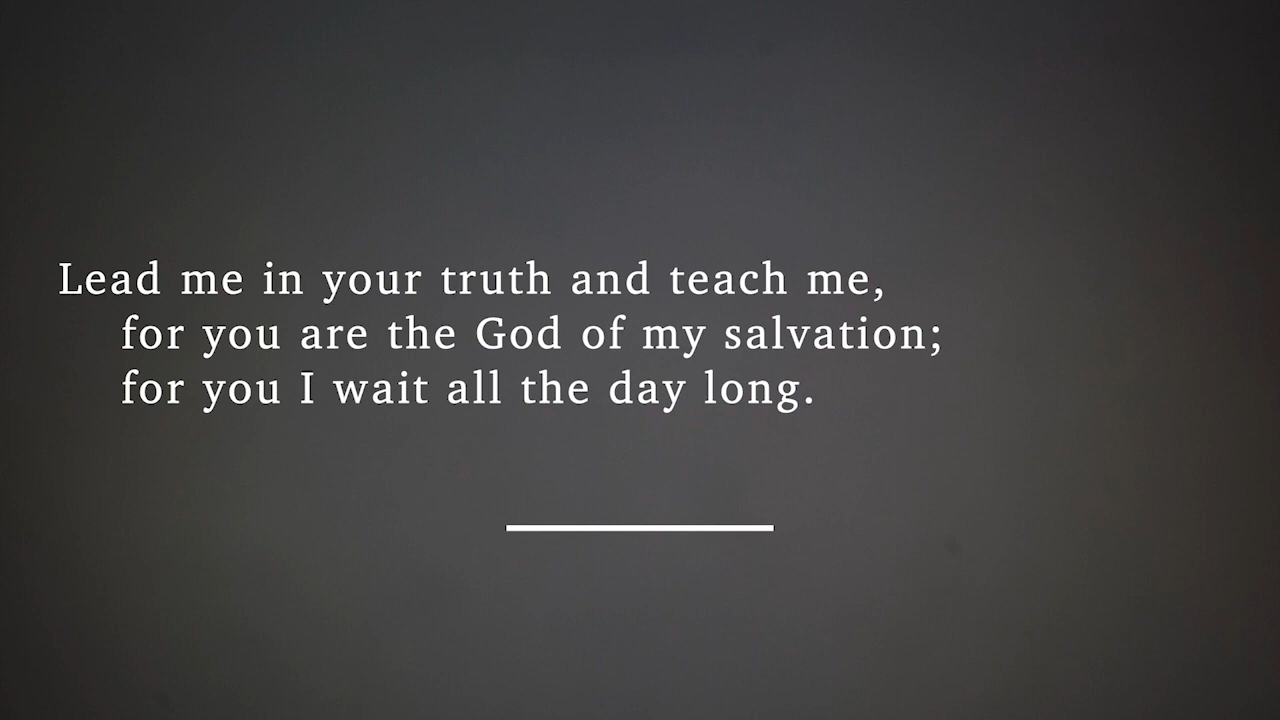 Lead me in your truth and teach me,
for you are the God of my salvation;
for you I wait all the day long.